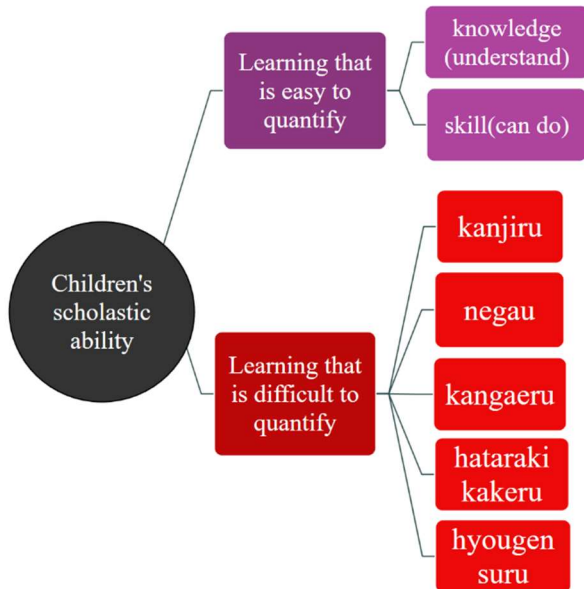 Children's
scholastic
ability
Learning that
is easy to
quantify
knowledge
(understand)
skill(can do)
Learning that
is difficult to
quantify
kanjiru
negau
kangaeru
hataraki
kakeru
hyougen
suru